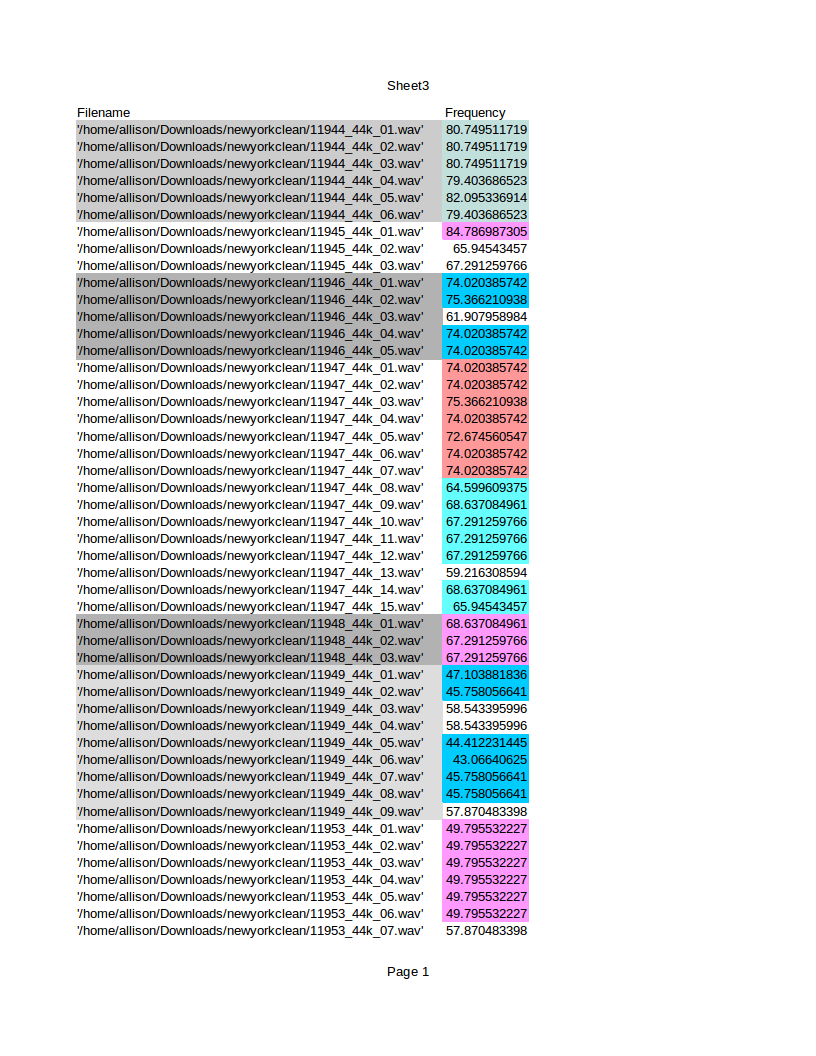 Sheet3
Filename Frequency
'/home/allison/Downloads/newyorkclean/11944_44k_01.wav' 80.749511719
'/home/allison/Downloads/newyorkclean/11944_44k_02.wav' 80.749511719
'/home/allison/Downloads/newyorkclean/11944_44k_03.wav' 80.749511719
'/home/allison/Downloads/newyorkclean/11944_44k_04.wav' 79.403686523
'/home/allison/Downloads/newyorkclean/11944_44k_05.wav' 82.095336914
'/home/allison/Downloads/newyorkclean/11944_44k_06.wav' 79.403686523
'/home/allison/Downloads/newyorkclean/11945_44k_01.wav' 84.786987305
'/home/allison/Downloads/newyorkclean/11945_44k_02.wav' 65.94543457
'/home/allison/Downloads/newyorkclean/11945_44k_03.wav' 67.291259766
'/home/allison/Downloads/newyorkclean/11946_44k_01.wav' 74.020385742
'/home/allison/Downloads/newyorkclean/11946_44k_02.wav' 75.366210938
'/home/allison/Downloads/newyorkclean/11946_44k_03.wav' 61.907958984
'/home/allison/Downloads/newyorkclean/11946_44k_04.wav' 74.020385742
'/home/allison/Downloads/newyorkclean/11946_44k_05.wav' 74.020385742
'/home/allison/Downloads/newyorkclean/11947_44k_01.wav' 74.020385742
'/home/allison/Downloads/newyorkclean/11947_44k_02.wav' 74.020385742
'/home/allison/Downloads/newyorkclean/11947_44k_03.wav' 75.366210938
'/home/allison/Downloads/newyorkclean/11947_44k_04.wav' 74.020385742
'/home/allison/Downloads/newyorkclean/11947_44k_05.wav' 72.674560547
'/home/allison/Downloads/newyorkclean/11947_44k_06.wav' 74.020385742
'/home/allison/Downloads/newyorkclean/11947_44k_07.wav' 74.020385742
'/home/allison/Downloads/newyorkclean/11947_44k_08.wav' 64.599609375
'/home/allison/Downloads/newyorkclean/11947_44k_09.wav' 68.637084961
'/home/allison/Downloads/newyorkclean/11947_44k_10.wav' 67.291259766
'/home/allison/Downloads/newyorkclean/11947_44k_11.wav' 67.291259766
'/home/allison/Downloads/newyorkclean/11947_44k_12.wav' 67.291259766
'/home/allison/Downloads/newyorkclean/11947_44k_13.wav' 59.216308594
'/home/allison/Downloads/newyorkclean/11947_44k_14.wav' 68.637084961
'/home/allison/Downloads/newyorkclean/11947_44k_15.wav' 65.94543457
'/home/allison/Downloads/newyorkclean/11948_44k_01.wav' 68.637084961
'/home/allison/Downloads/newyorkclean/11948_44k_02.wav' 67.291259766
'/home/allison/Downloads/newyorkclean/11948_44k_03.wav' 67.291259766
'/home/allison/Downloads/newyorkclean/11949_44k_01.wav' 47.103881836
'/home/allison/Downloads/newyorkclean/11949_44k_02.wav' 45.758056641
'/home/allison/Downloads/newyorkclean/11949_44k_03.wav' 58.543395996
'/home/allison/Downloads/newyorkclean/11949_44k_04.wav' 58.543395996
'/home/allison/Downloads/newyorkclean/11949_44k_05.wav' 44.412231445
'/home/allison/Downloads/newyorkclean/11949_44k_06.wav' 43.06640625
'/home/allison/Downloads/newyorkclean/11949_44k_07.wav' 45.758056641
'/home/allison/Downloads/newyorkclean/11949_44k_08.wav' 45.758056641
'/home/allison/Downloads/newyorkclean/11949_44k_09.wav' 57.870483398
'/home/allison/Downloads/newyorkclean/11953_44k_01.wav' 49.795532227
'/home/allison/Downloads/newyorkclean/11953_44k_02.wav' 49.795532227
'/home/allison/Downloads/newyorkclean/11953_44k_03.wav' 49.795532227
'/home/allison/Downloads/newyorkclean/11953_44k_04.wav' 49.795532227
'/home/allison/Downloads/newyorkclean/11953_44k_05.wav' 49.795532227
'/home/allison/Downloads/newyorkclean/11953_44k_06.wav' 49.795532227
'/home/allison/Downloads/newyorkclean/11953_44k_07.wav' 57.870483398
Page 1